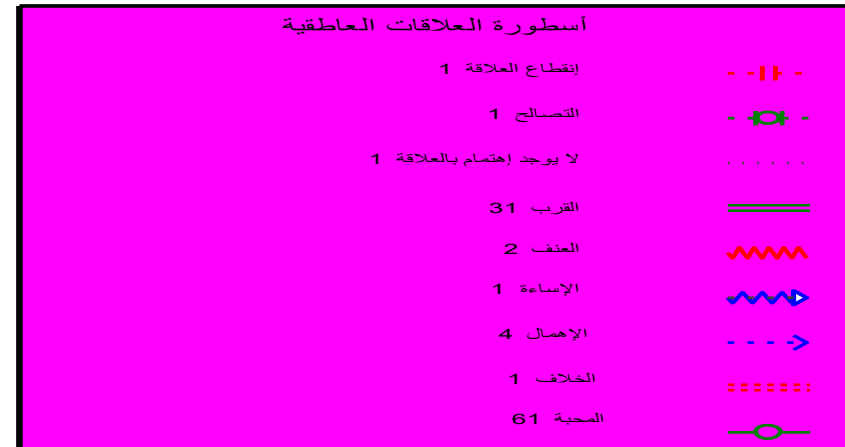 أسطورة العلاقات العاطفية
إنقطاع العلاقة 1
التصالح 1
لا يوجد إهتمام بالعلاقة 1
القرب 31
العنف 2
الإساءة 1
الإهمال 4
الخلاف 1
المحبة 61